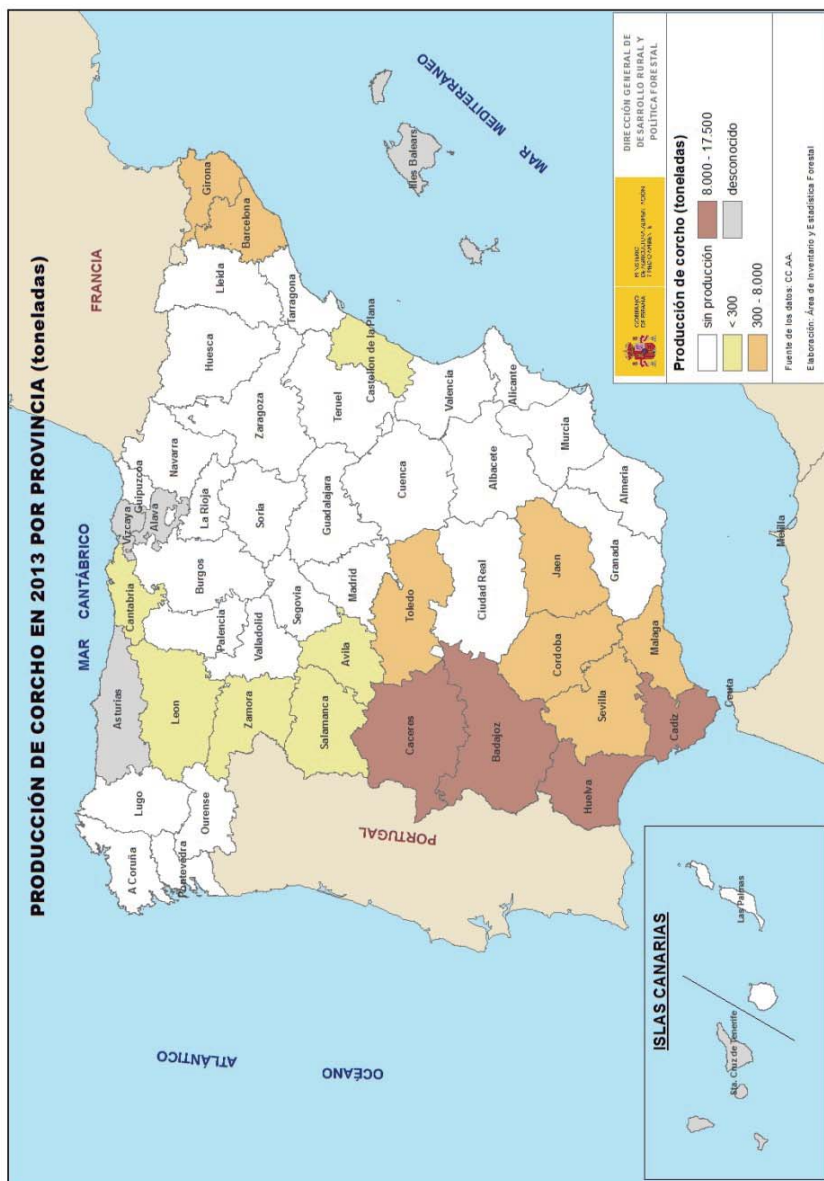 PRODUCCIÓN DE CORCHO EN 2013 POR PROVINCIA (toneladas)
MAR CANTÁBRICO
FRANCIA
OCÉANO
ATLÁNTICO
PORTUGAL
MAR
MEDITERRÁNEO
A Coruña
Lugo
Pontevedra
Ourense
Asturias
Cantabria
Vizcaya
Guipuzcóa
Alava
Navarra
La Rioja
Leon
Palencia
Burgos
Zamora
Valladolid
Soria
Segovia
Salamanca
Avila
Madrid
Guadalajara
Huesca
Zaragoza
Teruel
Lleida
Tarragona
Barcelona
Girona
Castellon de la Plana
Valencia
Alicante
Cuenca
Toledo
Ciudad Real
Albacete
Murcia
Caceres
Badajoz
Huelva
Sevilla
Cordoba
Jaen
Granada
Almeria
Malaga
Cadiz
Ceuta
Melilla
Illes Balears
ISLAS CANARIAS
Sta. Cruz de Tenerife
Las Palmas
GOBIERNO
DE ESPAÑA
DIRECCIÓN GENERAL DE
DESARROLLO RURAL Y
POLÍTICA FORESTAL
Producción de corcho (toneladas)
sin producción
< 300
300 - 8.000
8.000 - 17.500
desconocido
Fuente de los datos: CC.AA.
Elaboración: Área de Inventario y Estadística Forestal